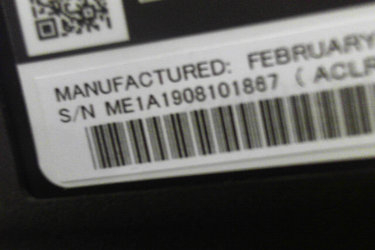 MANUFACTURED: FEBRUARY
S/N ME1A1908101867 ( ACLR